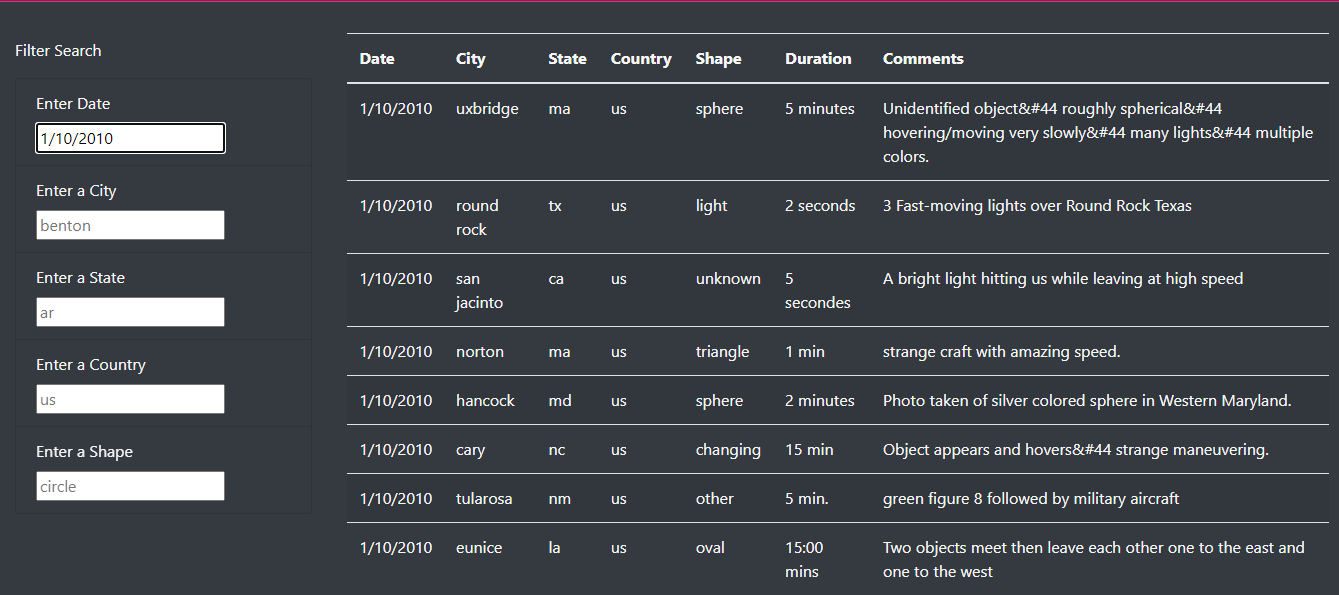 Filter Search
Enter Date
1/10/2010
Enter a City
benton
Enter a State
ar
Enter a Country
us
Enter a Shape
circle
Date City State Country Shape Duration Comments
1/10/2010 uxbridge ma us sphere 5 minutes Unidentified object&#44 roughly spherical&#44
hovering/moving very slowly&#44 many lights&#44 multiple
colors.
1/10/2010 round tx us light 2 seconds 3 Fast-moving lights over Round Rock Texas
rock
1/10/2010 san ca us unknown 5 A bright light hitting us while leaving at high speed
jacinto secondes
1/10/2010 norton ma us triangle 1 min strange craft with amazing speed.
1/10/2010 hancock md us sphere 2 minutes Photo taken of silver colored sphere in Western Maryland.
1/10/2010 cary nc us changing 15 min Object appears and hovers&#44 strange maneuvering.
1/10/2010 tularosa nm us other 5 min. green figure 8 followed by military aircraft
1/10/2010 eunice la us oval 15:00 Two objects meet then leave each other one to the east and
mins one to the west